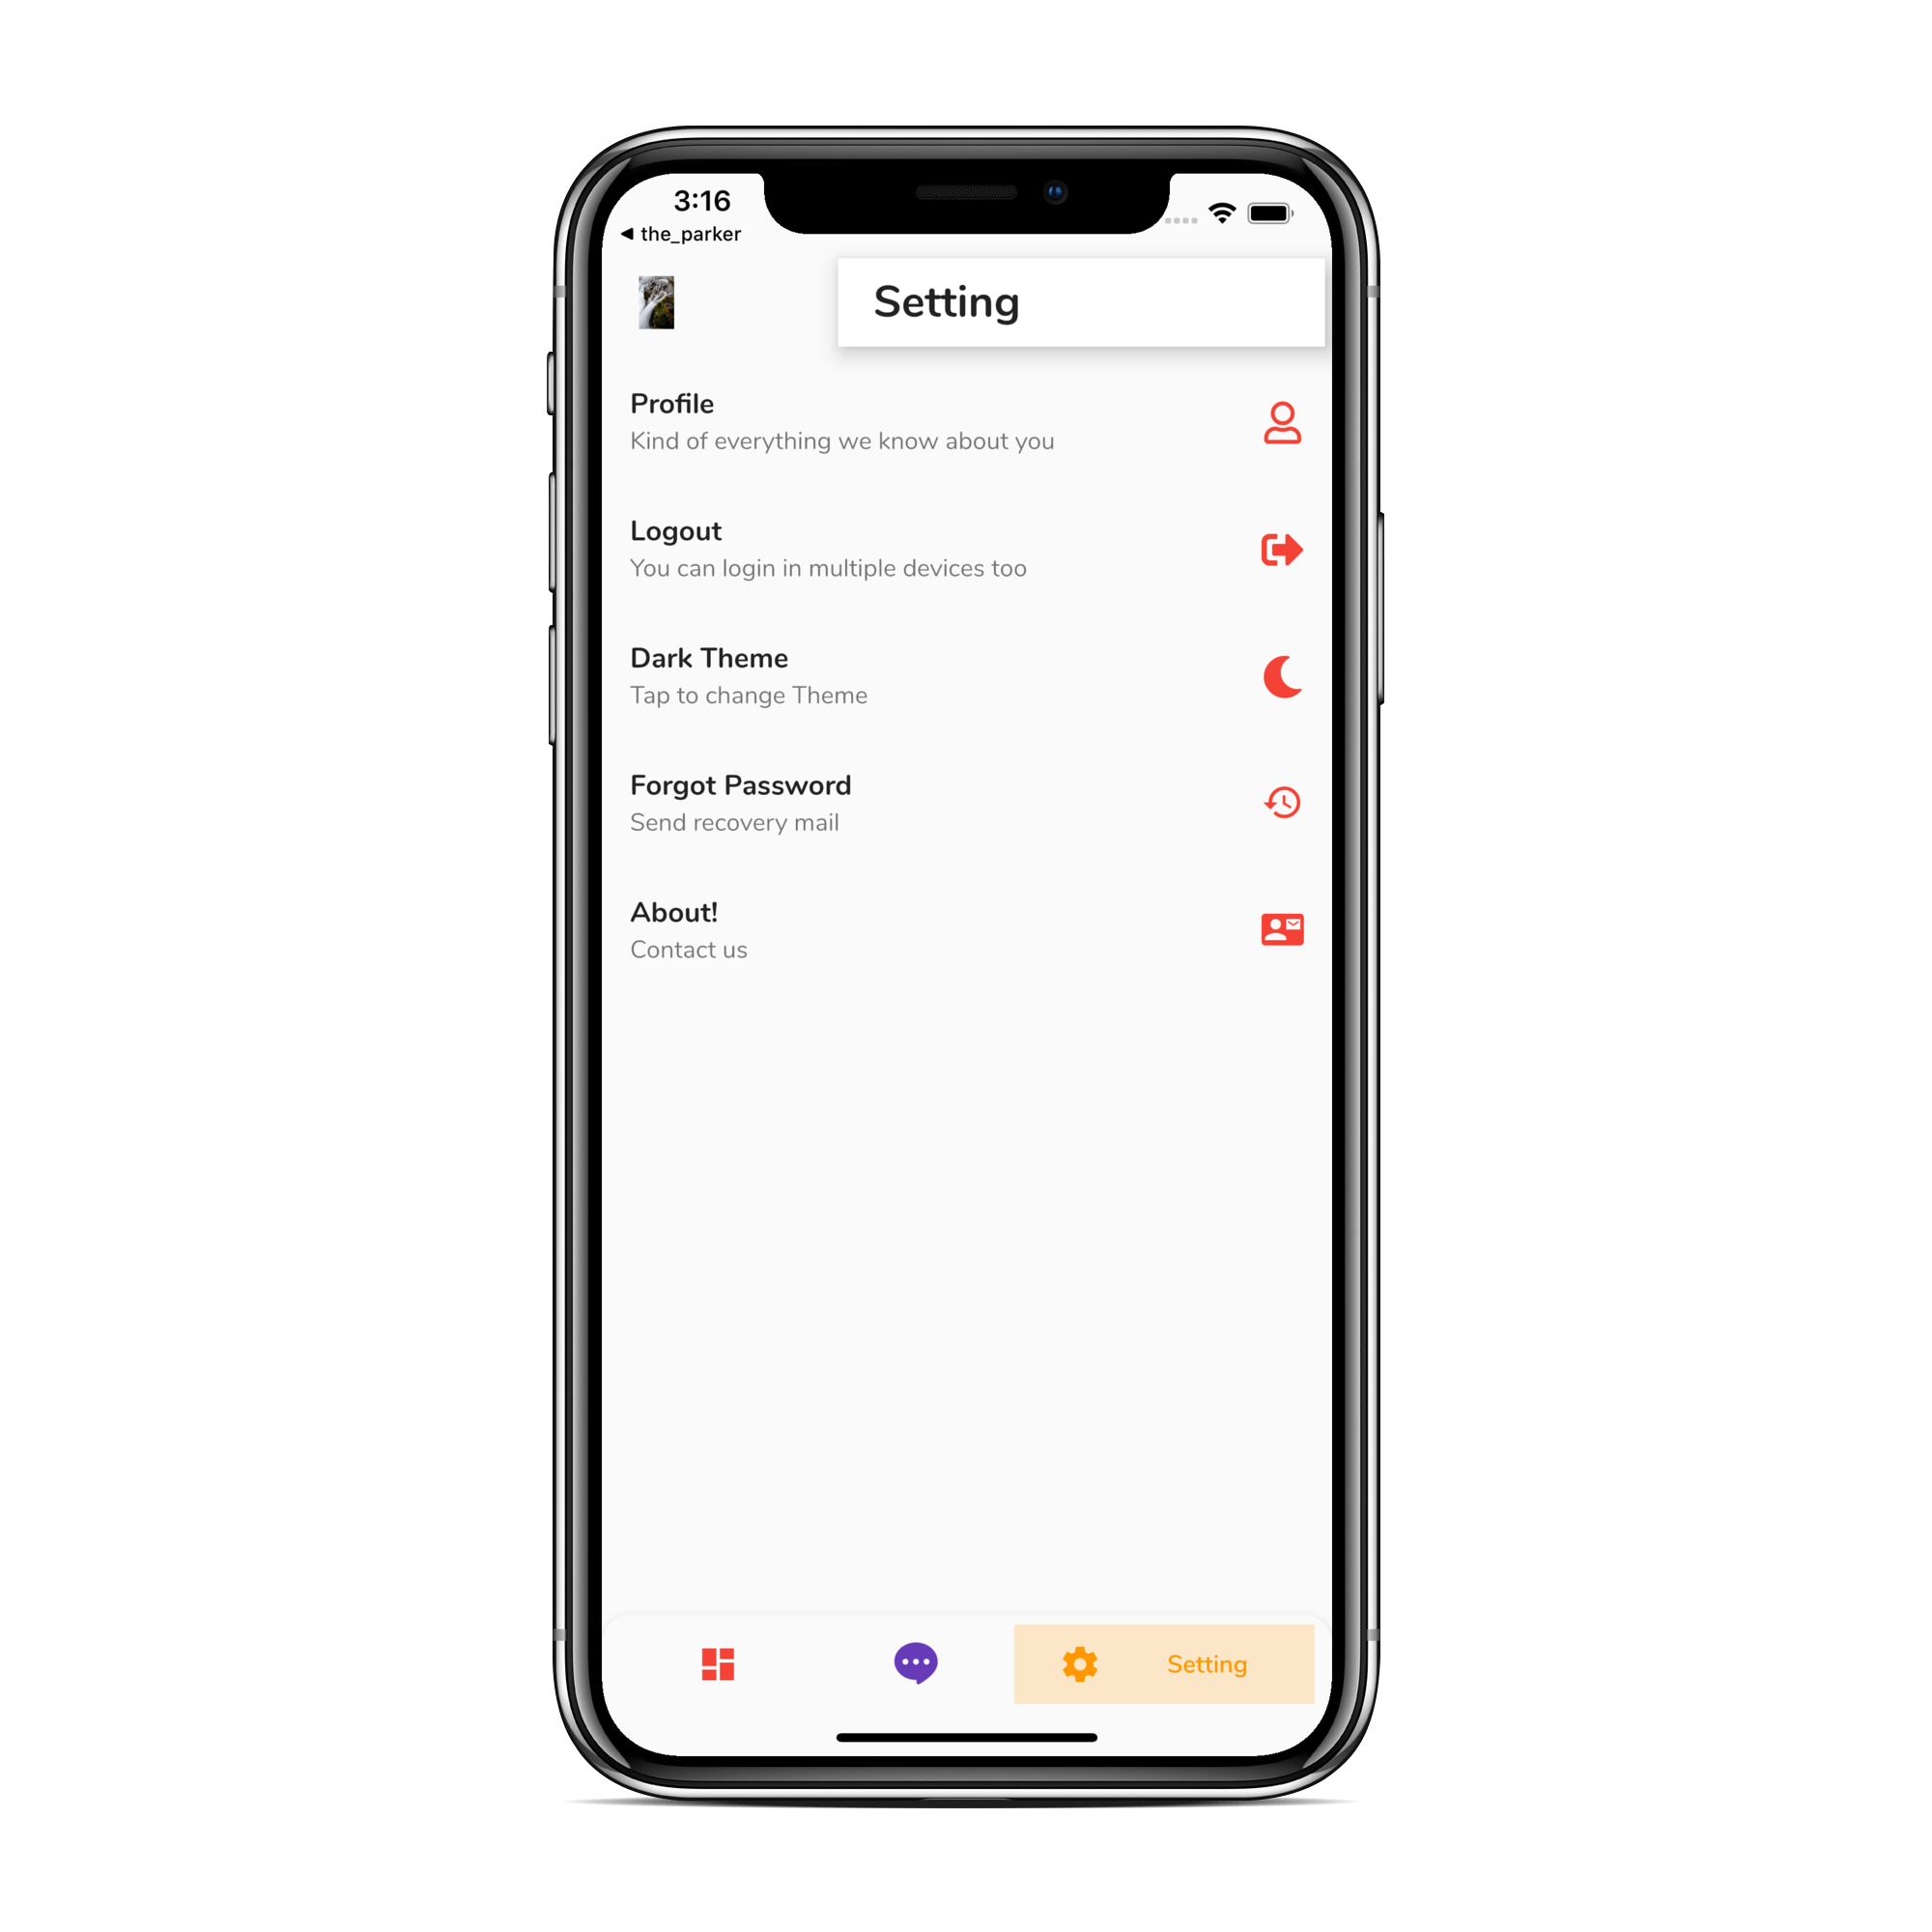 3:16
◀ the_parker
Setting
Profile
Kind of everything we know about you
Logout
You can login in multiple devices too
Dark Theme
Tap to change Theme
Forgot Password
Send recovery mail
About!
Contact us
Setting